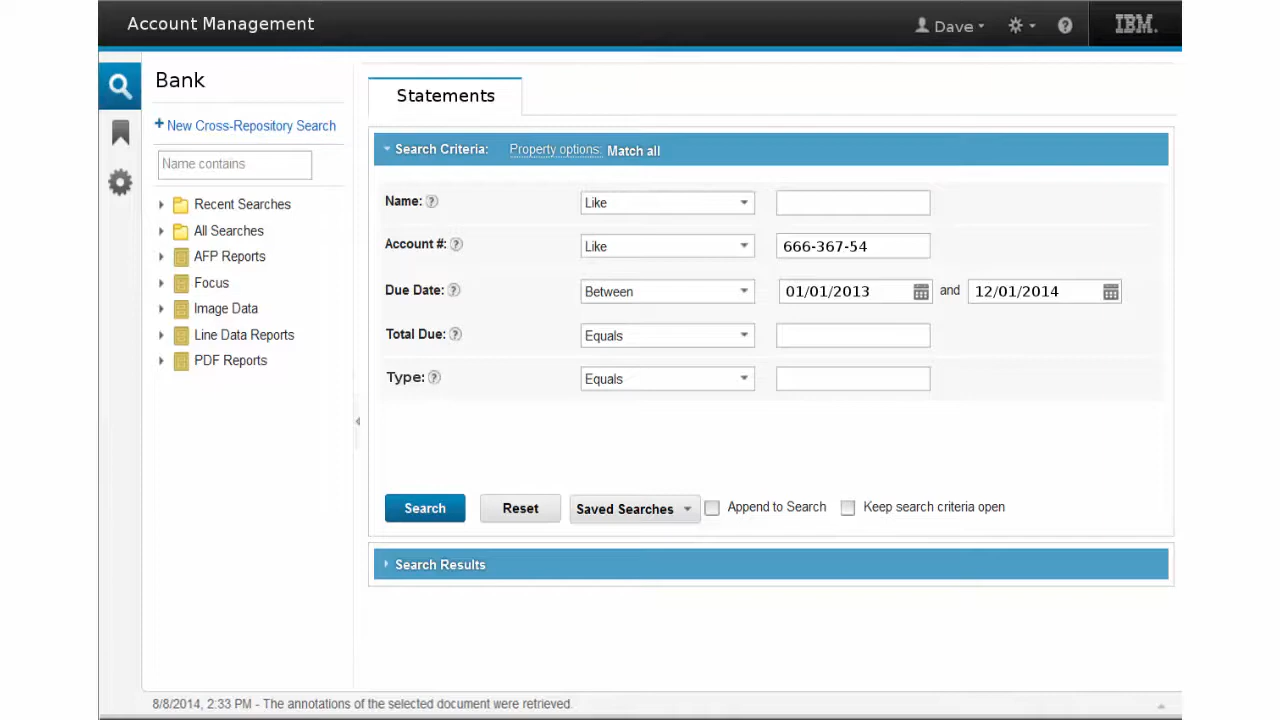 Account Management
Dave
IBM.
Bank
+ New Cross-Repository Search
Name contains
Recent Searches
All Searches
AFP Reports
Focus
Image Data
Line Data Reports
PDF Reports
Statements
Search Criteria: Property options: Match all
Name: ? Like
Account #: ? Like 666-367-54
Due Date: ? Between 01/01/2013 and 12/01/2014
Total Due: ? Equals
Type: ? Equals
Search Reset Saved Searches Append to Search Keep search criteria open
Search Results
8/8/2014, 2:33 PM - The annotations of the selected document were retrieved.